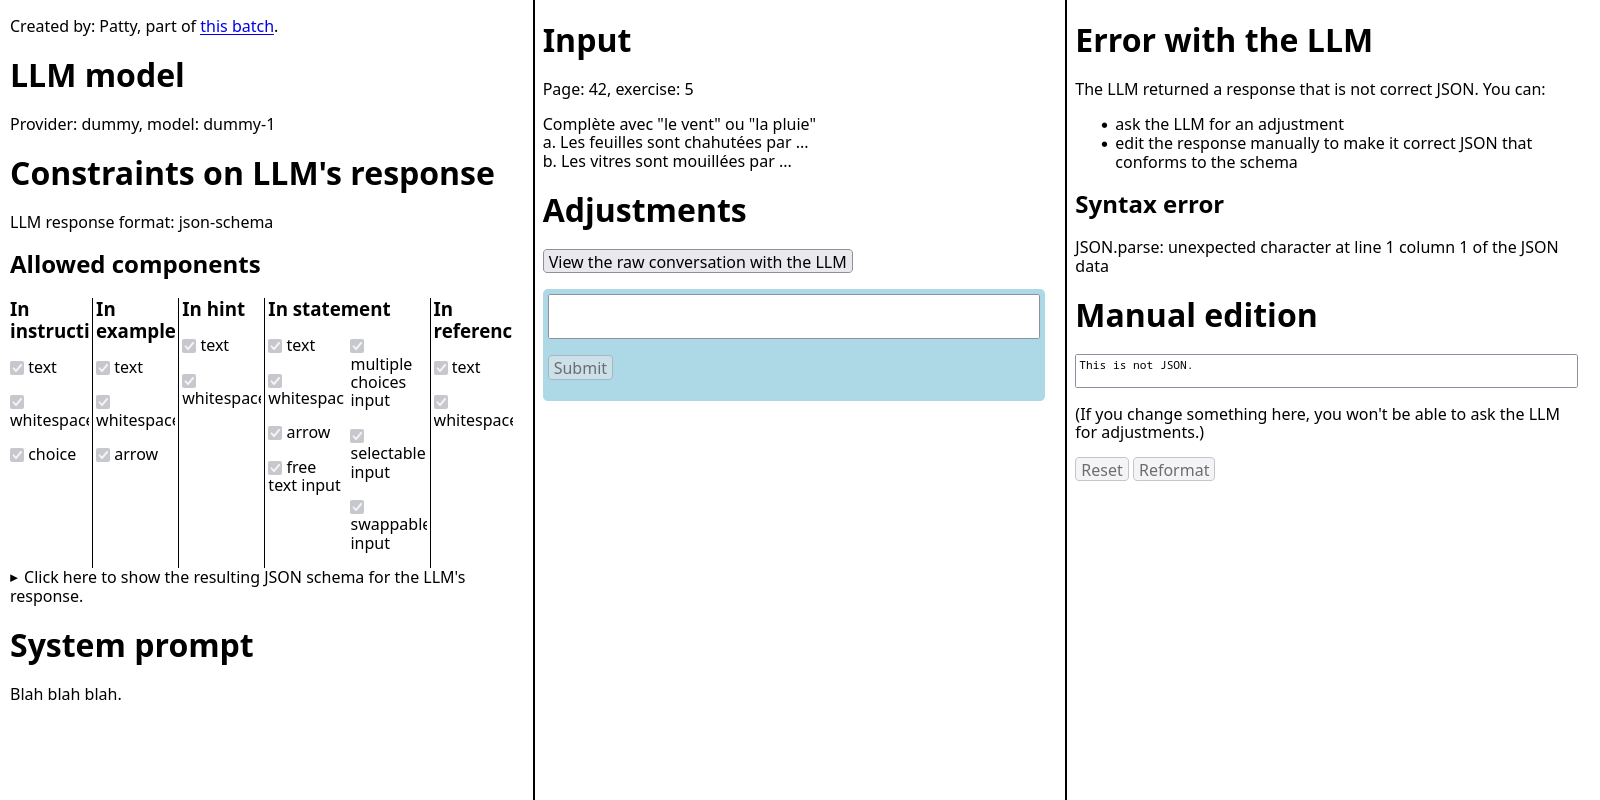 Created by: Patty, part of this batch.
LLM model
Provider: dummy, model: dummy-1
Constraints on LLM's response
LLM response format: json-schema
Allowed components
In
instructi
text
whitespace
choice
In
example
text
whitespace
arrow
In hint
text
whitespace
In statement
text
whitespac
arrow
free
text input
multiple
choices
input
selectable
input
swappable
input
In
referenc
text
whitespace
▸ Click here to show the resulting JSON schema for the LLM's
response.
System prompt
Blah blah blah.
Input
Page: 42, exercise: 5
Complète avec "le vent" ou "la pluie"
a. Les feuilles sont chahutées par ...
b. Les vitres sont mouillées par ...
Adjustments
View the raw conversation with the LLM
Submit
Error with the LLM
The LLM returned a response that is not correct JSON. You can:
• ask the LLM for an adjustment
• edit the response manually to make it correct JSON that
conforms to the schema
Syntax error
JSON.parse: unexpected character at line 1 column 1 of the JSON
data
Manual edition
This is not JSON.
(If you change something here, you won't be able to ask the LLM
for adjustments.)
Reset Reformat